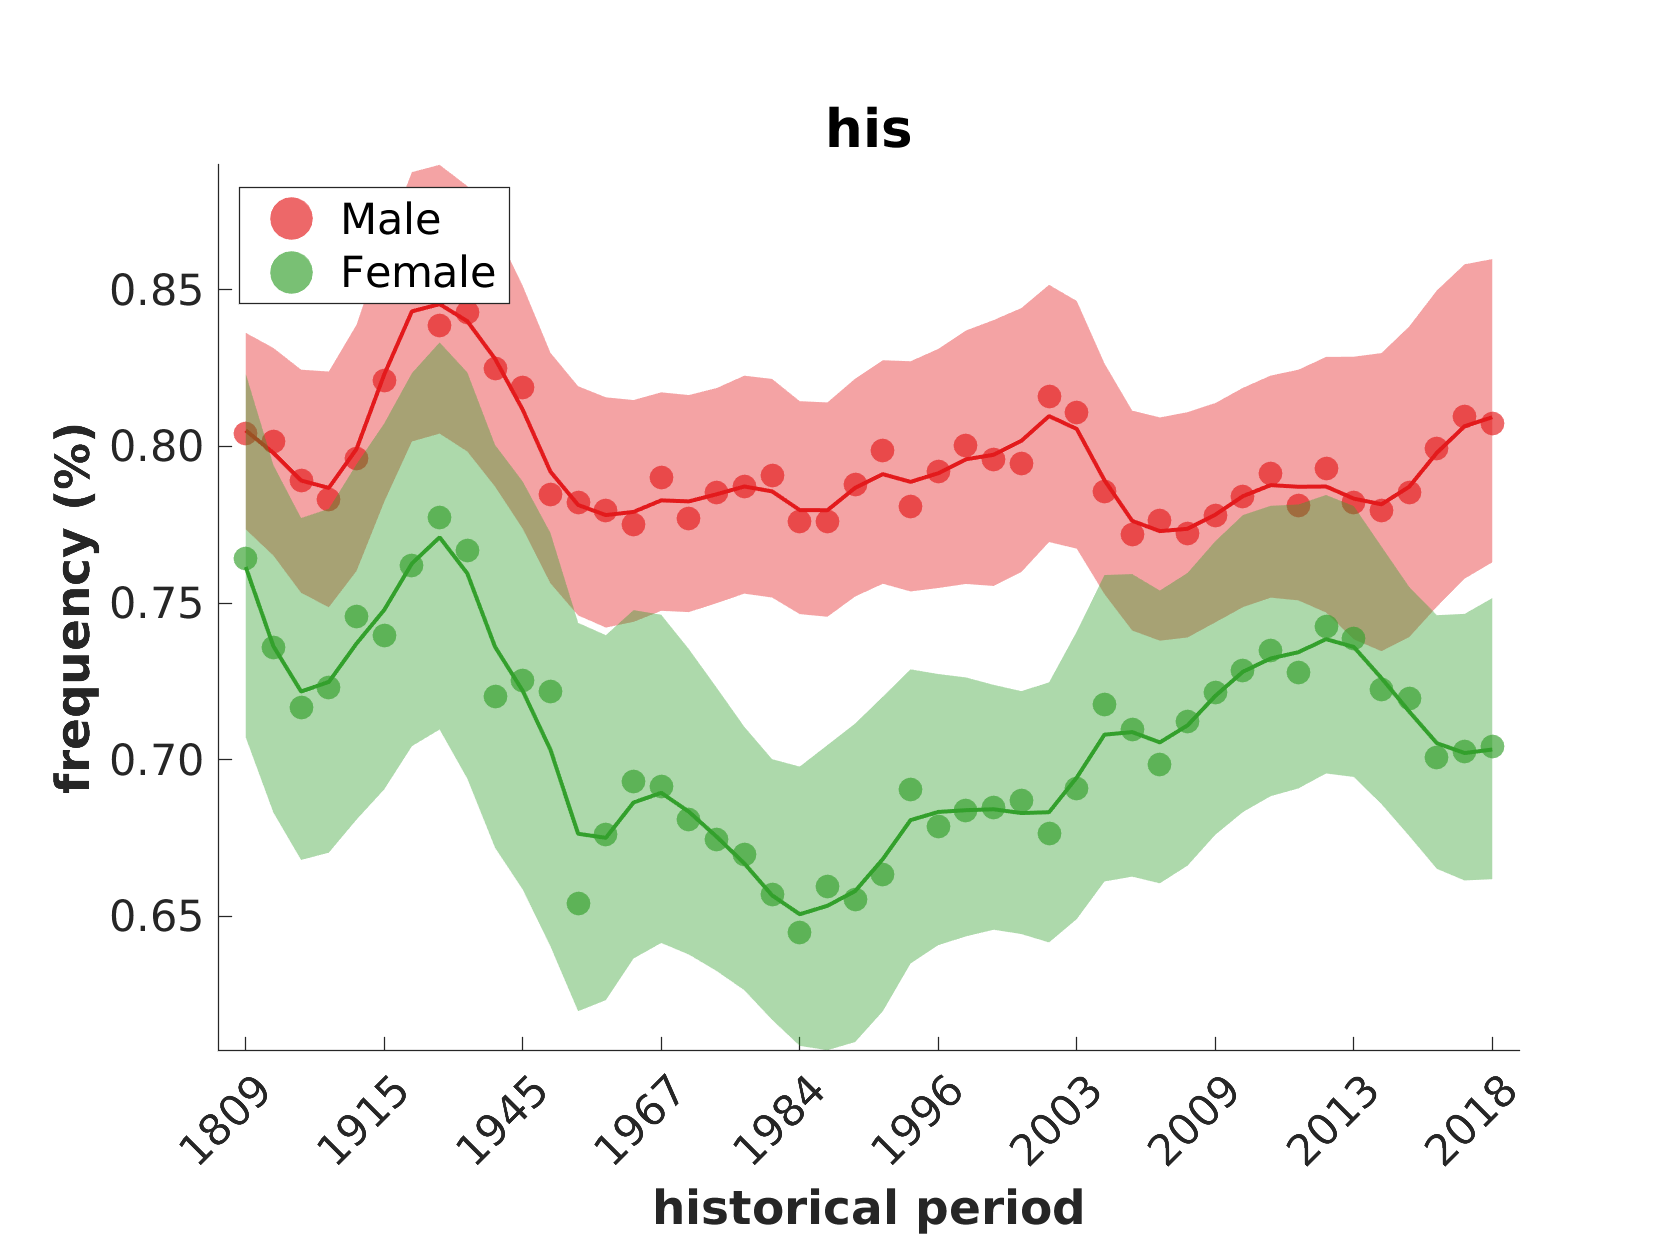 his
Male
Female
0.85
0.80
0.75
0.70
0.65
frequency (%)
1809 1915 1945 1967 1984 1996 2003 2009 2013 2018
historical period